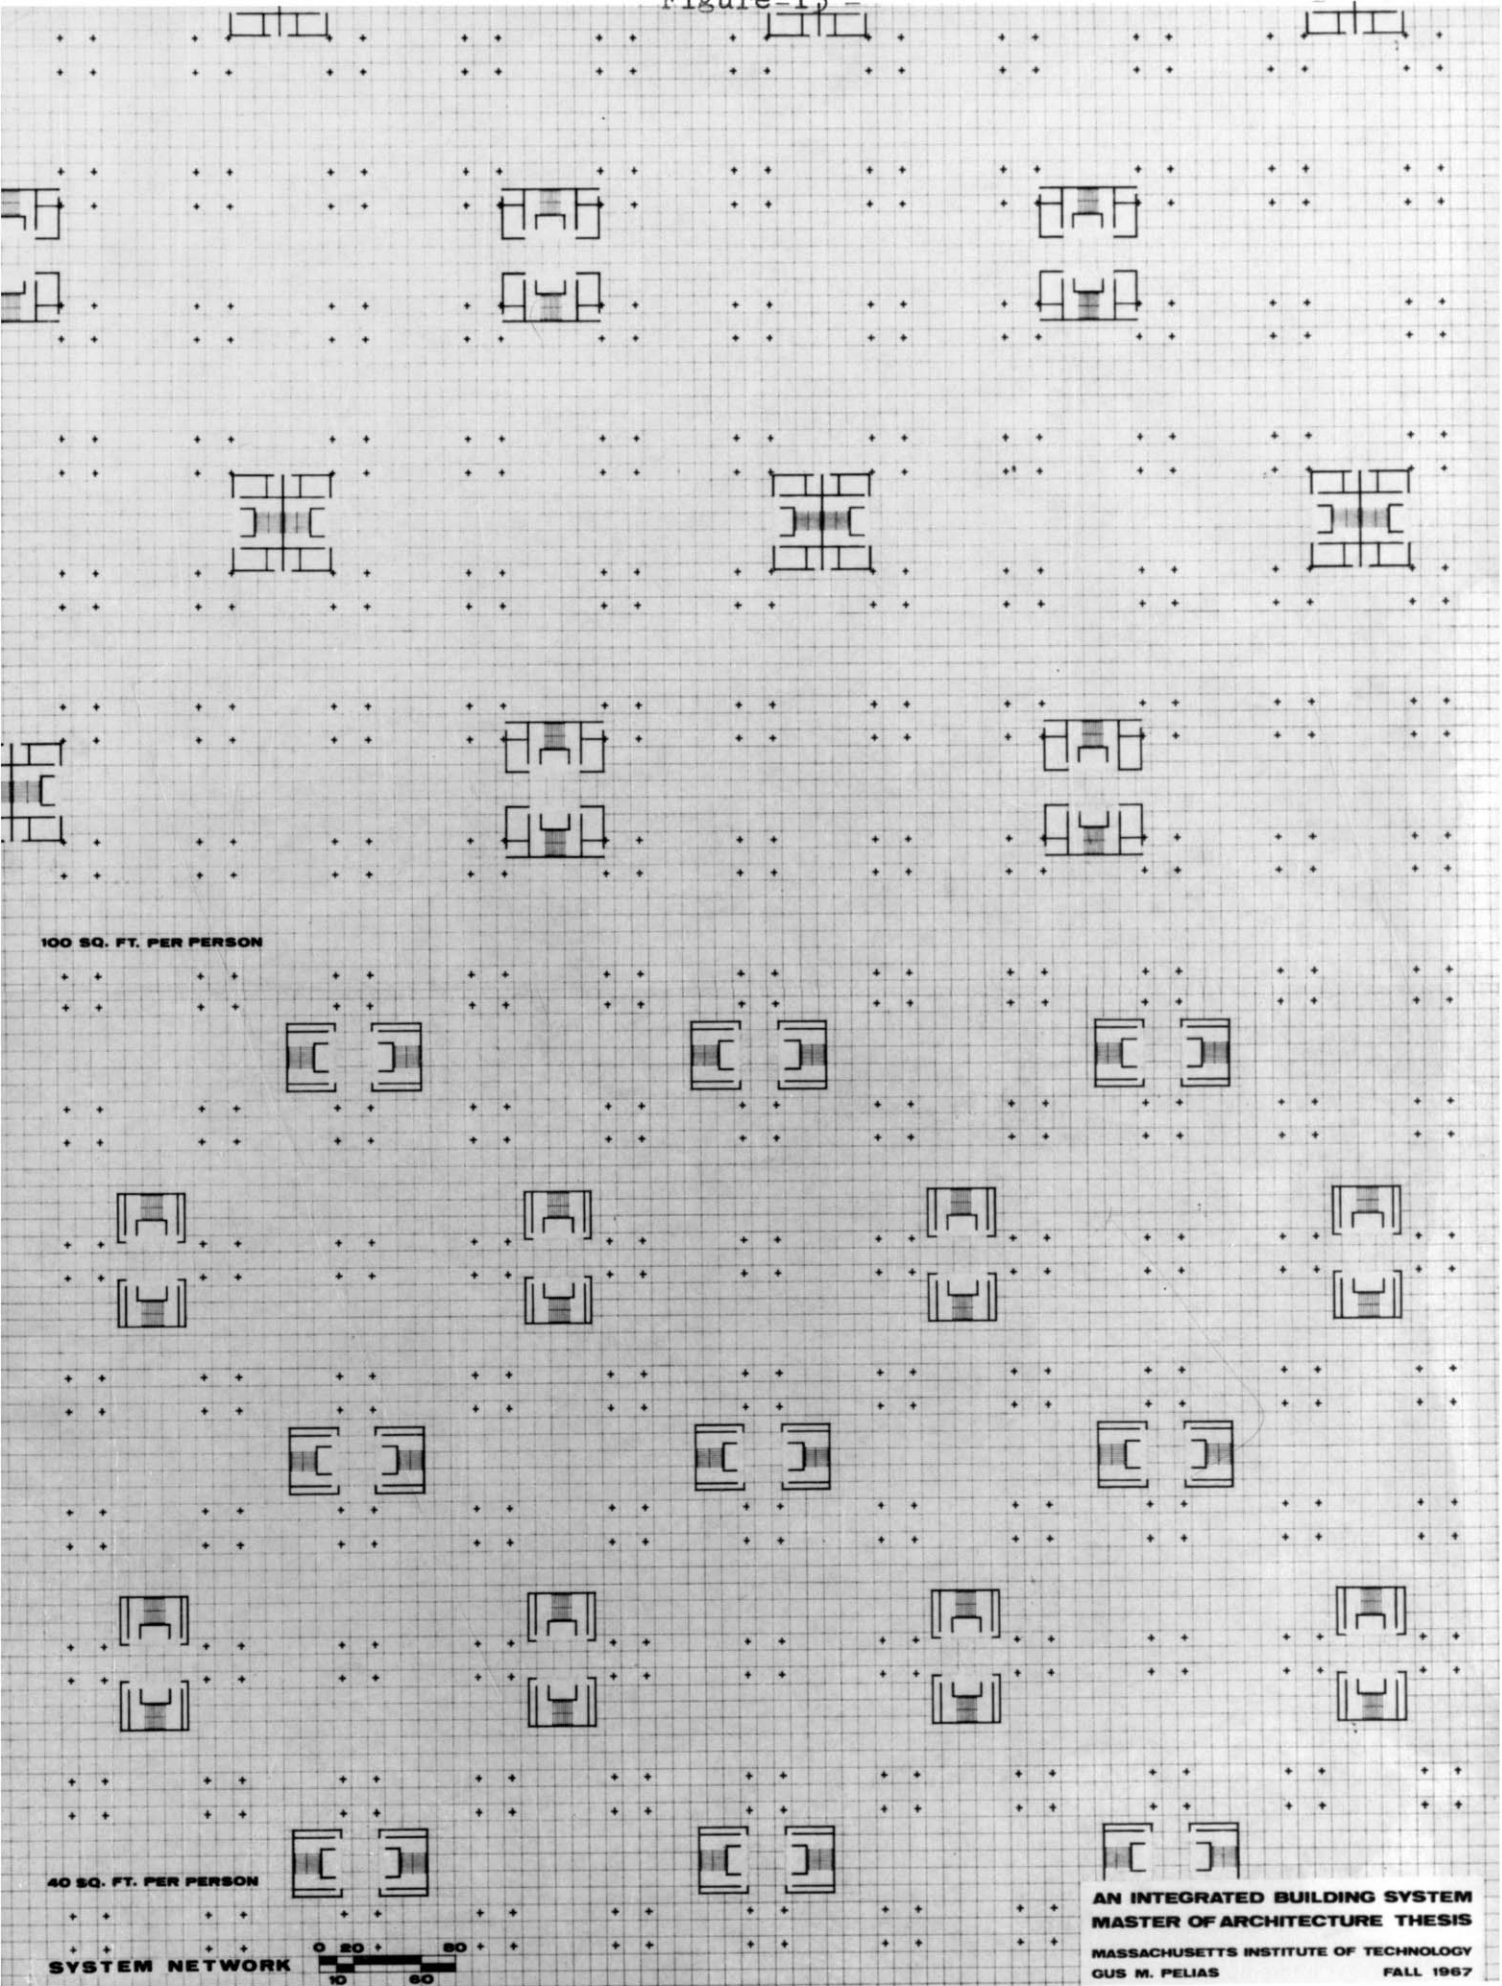 100 SQ. FT. PER PERSON
40 SQ. FT. PER PERSON
SYSTEM NETWORK
0 20 80
10 60
AN INTEGRATED BUILDING SYSTEM
MASTER OF ARCHITECTURE THESIS
MASSACHUSETTS INSTITUTE OF TECHNOLOGY
GUS M. PELIAS FALL 1967